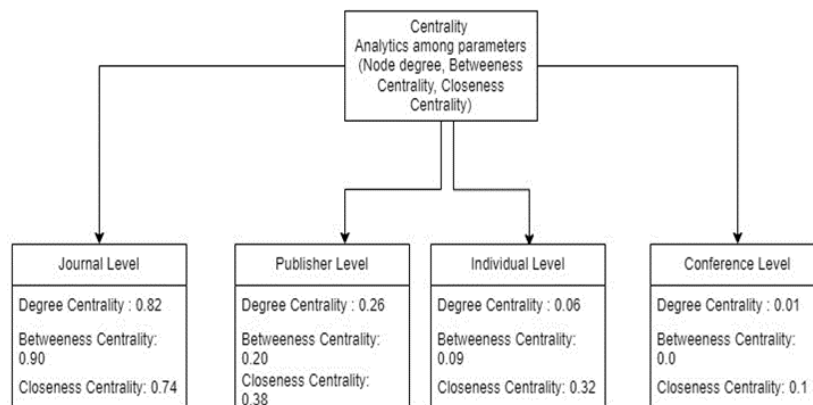 Centrality
Analytics among parameters
(Node degree, Betweeness
Centrality, Closeness
Centrality)
Journal Level
Degree Centrality : 0.82
Betweeness Centrality:
0.90
Closeness Centrality: 0.74
Publisher Level
Degree Centrality : 0.26
Betweeness Centrality:
0.20
Closeness Centrality:
0.38
Individual Level
Degree Centrality : 0.06
Betweeness Centrality:
0.09
Closeness Centrality: 0.32
Conference Level
Degree Centrality : 0.01
Betweeness Centrality:
0.0
Closeness Centrality: 0.1